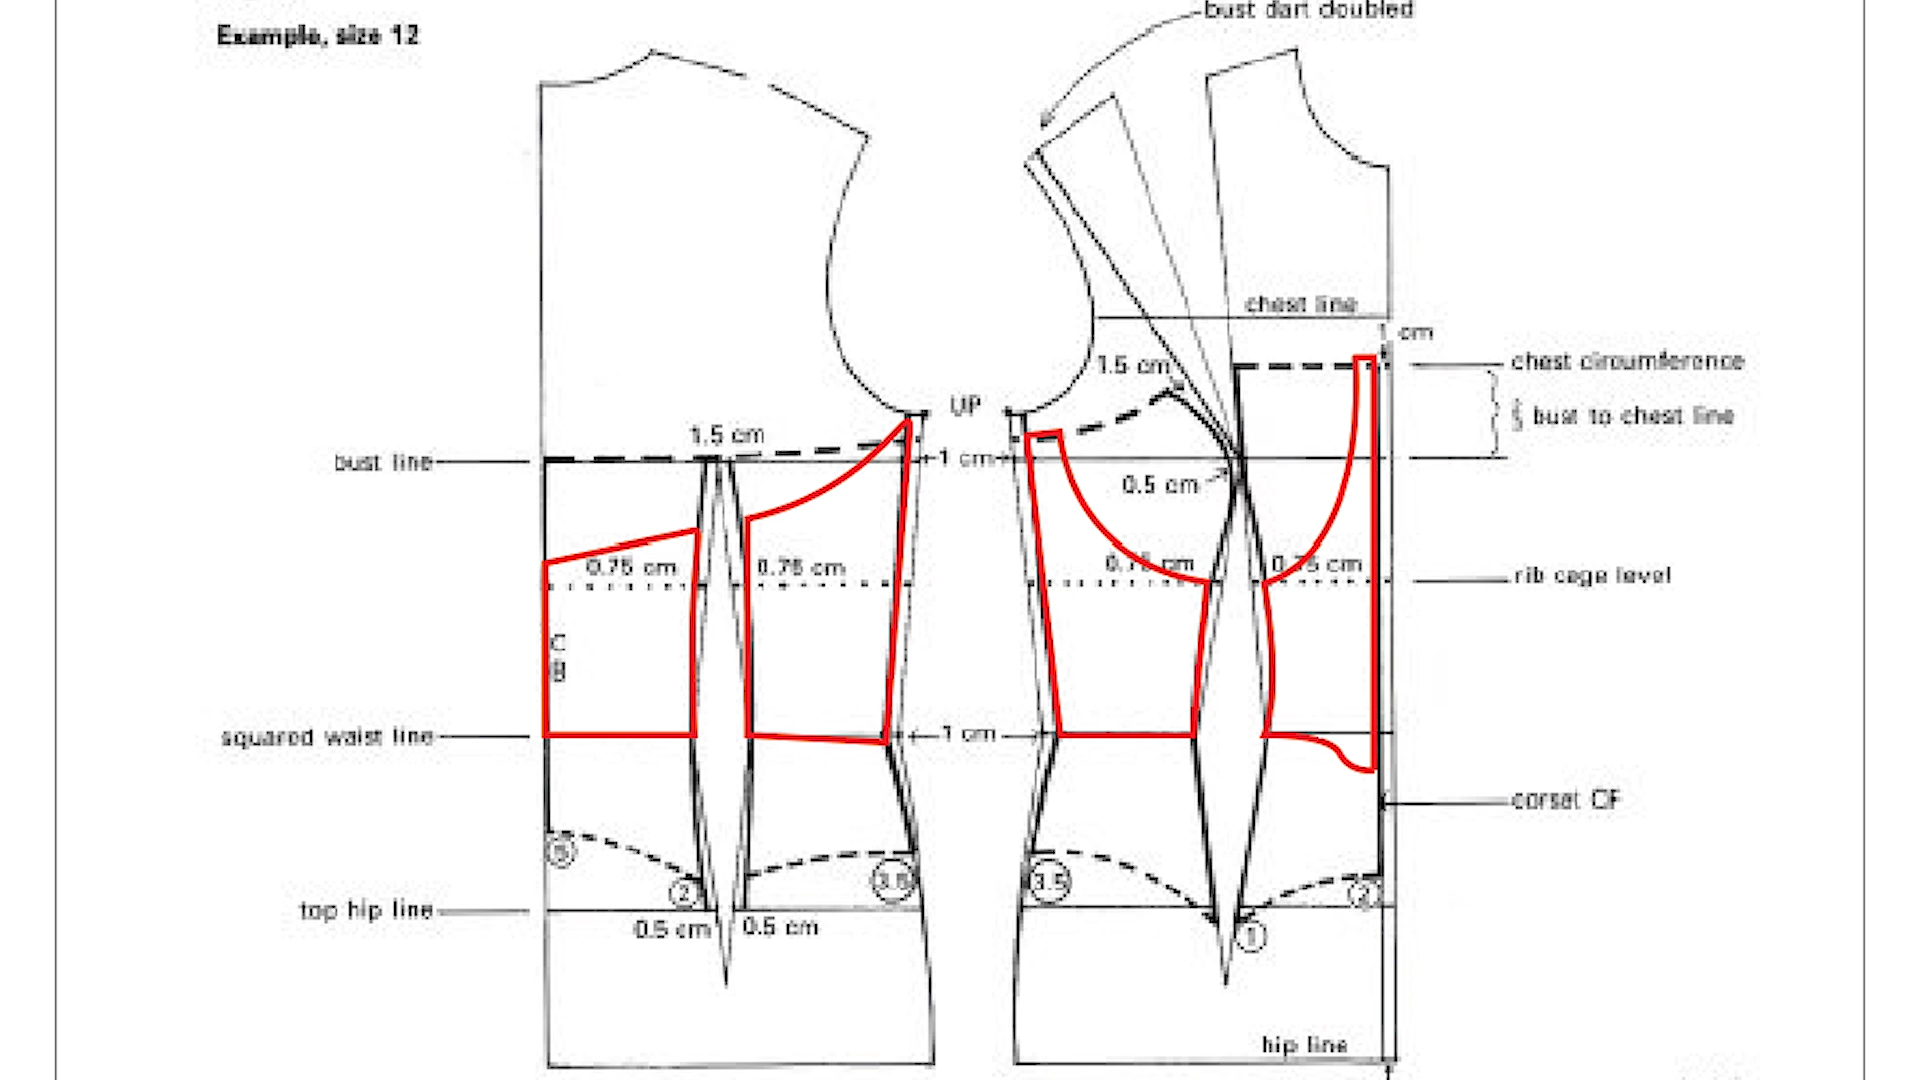 bust dart doubled
Example, size 12
chest line
1 cm
chest circumference
1.5 cm
UP
bust to chest line
1.5 cm
bust line
1 cm
0.5 cm
0.75 cm
0.75 cm
0.75 cm
0.75 cm
rib cage level
C
B
squared waist line
1 cm
corset CF
5
2
3.5
3.5
2
top hip line
0.5 cm
0.5 cm
1
hip line